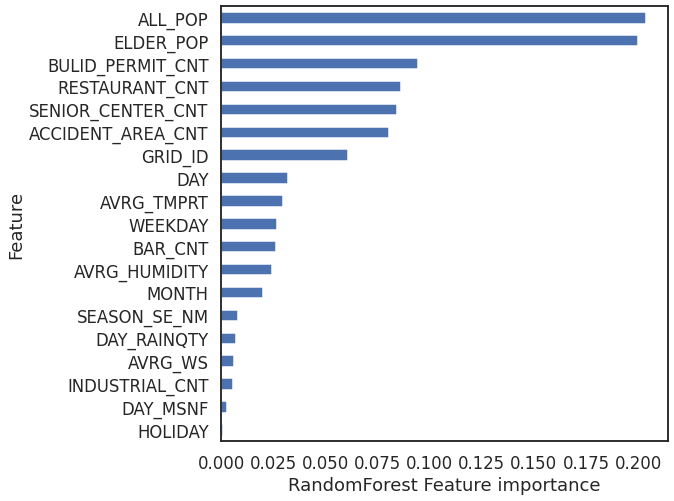 ALL_POP
ELDER_POP
BULID_PERMIT_CNT
RESTAURANT_CNT
SENIOR_CENTER_CNT
ACCIDENT_AREA_CNT
GRID_ID
DAY
AVRG_TMPRT
WEEKDAY
BAR_CNT
AVRG_HUMIDITY
MONTH
SEASON_SE_NM
DAY_RAINQTY
AVRG_WS
INDUSTRIAL_CNT
DAY_MSNF
HOLIDAY
Feature
0.000 0.025 0.050 0.075 0.100 0.125 0.150 0.175 0.200
RandomForest Feature importance